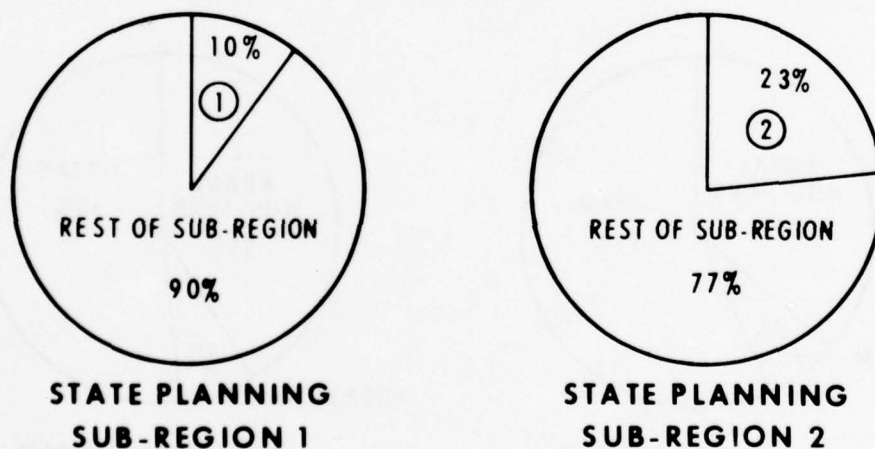 10%
①
REST OF SUB-REGION
90%
STATE PLANNING
SUB-REGION 1
23%
②
REST OF SUB-REGION
77%
STATE PLANNING
SUB-REGION 2